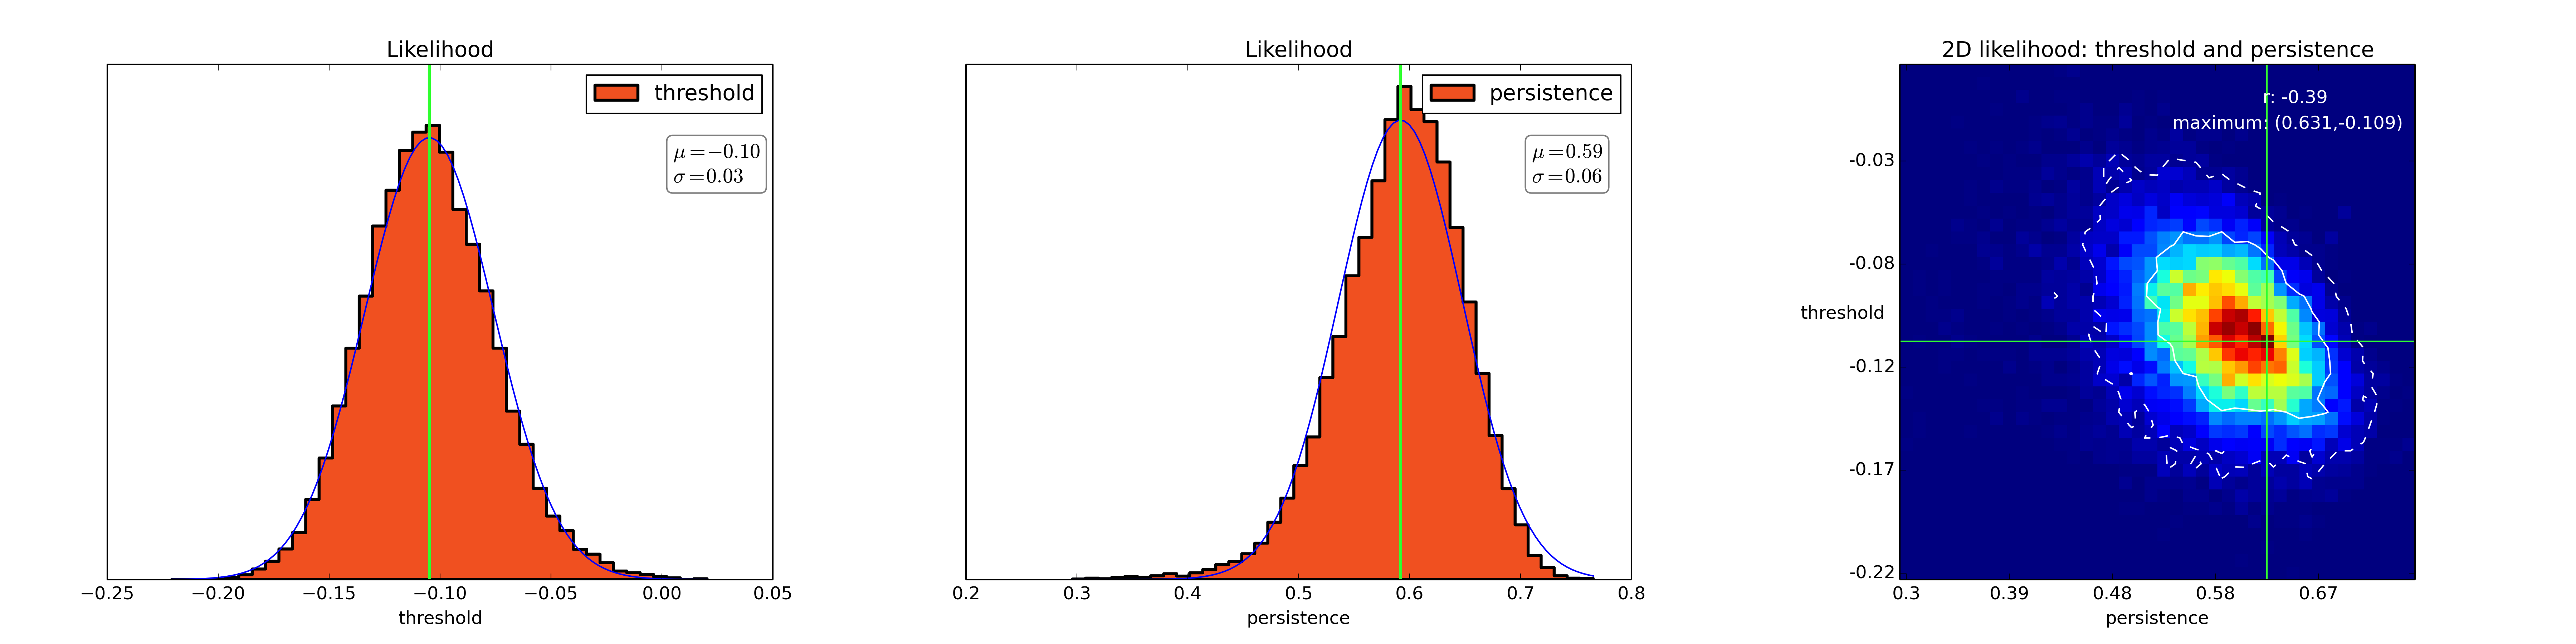 Likelihood
threshold
μ=−0.10
σ=0.03
−0.25 −0.20 −0.15 −0.10 −0.05 0.00 0.05
threshold
Likelihood
persistence
μ=0.59
σ=0.06
0.2 0.3 0.4 0.5 0.6 0.7 0.8
persistence
2D likelihood: threshold and persistence
r: -0.39
maximum: (0.631,-0.109)
-0.03
-0.08
threshold
-0.12
-0.17
-0.22
0.3 0.39 0.48 0.58 0.67
persistence